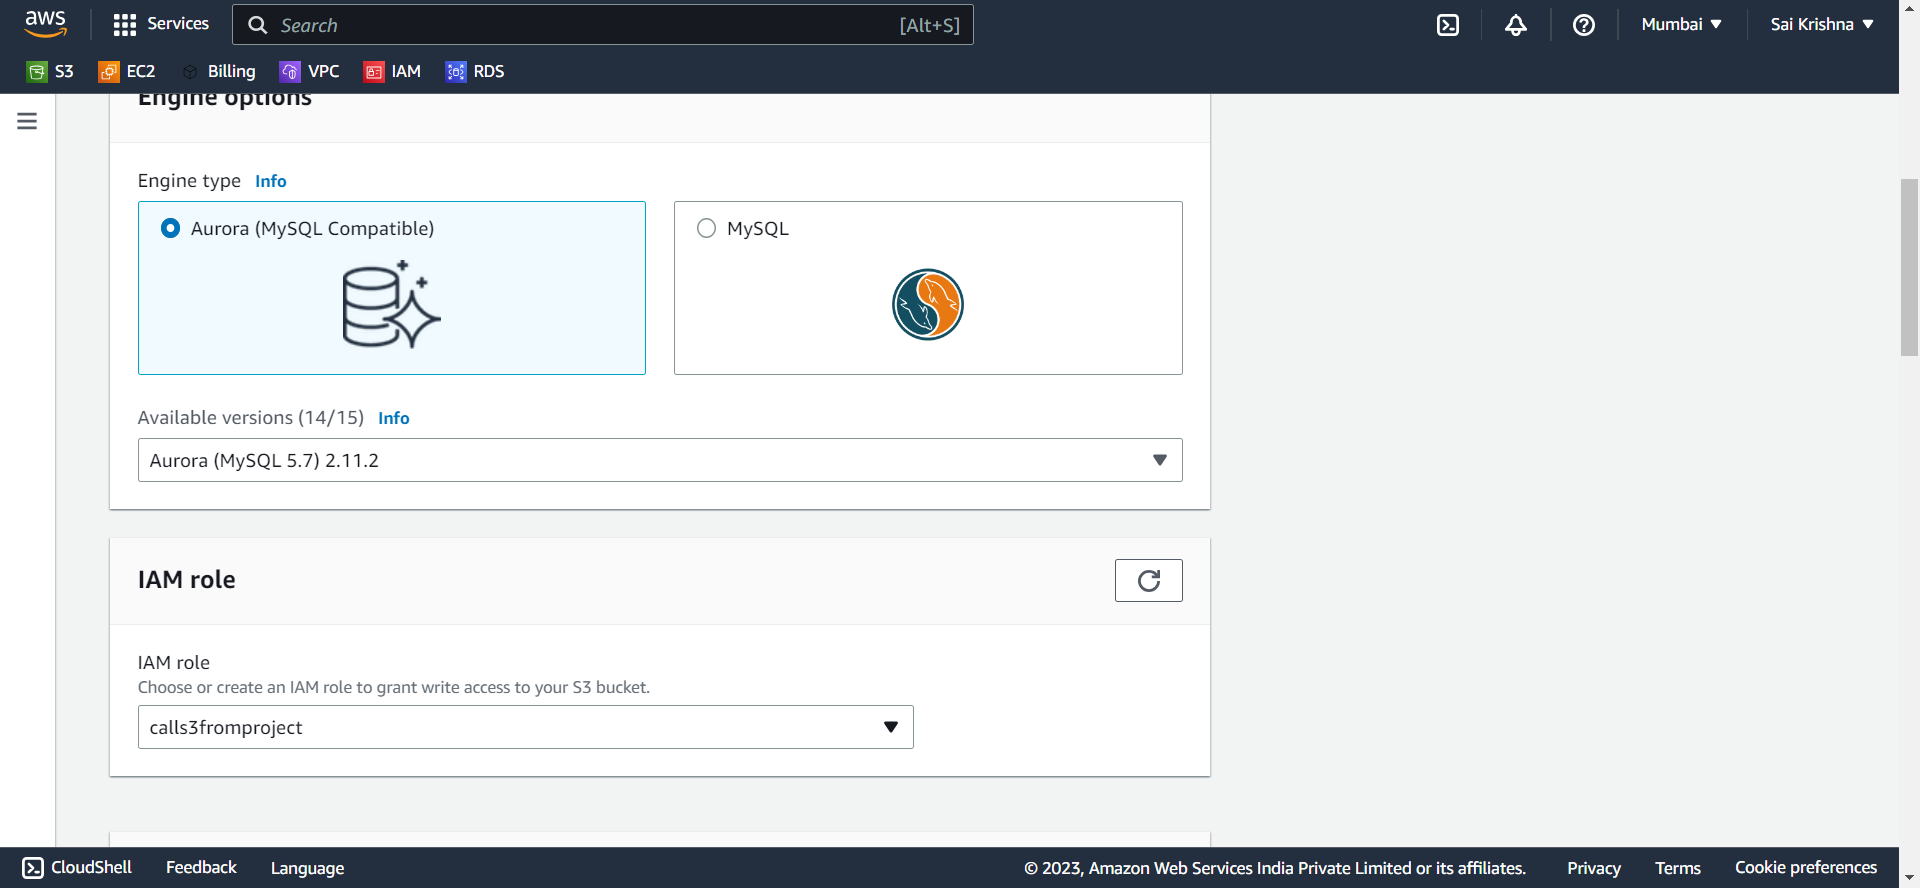 aws
Services
Search
[Alt+S]
Mumbai
Sai Krishna
S3
EC2
Billing
VPC
IAM
RDS
Engine options
Engine type Info
Aurora (MySQL Compatible)
MySQL
Available versions (14/15) Info
Aurora (MySQL 5.7) 2.11.2
IAM role
IAM role
Choose or create an IAM role to grant write access to your S3 bucket.
calls3fromproject
CloudShell
Feedback
Language
© 2023, Amazon Web Services India Private Limited or its affiliates.
Privacy
Terms
Cookie preferences